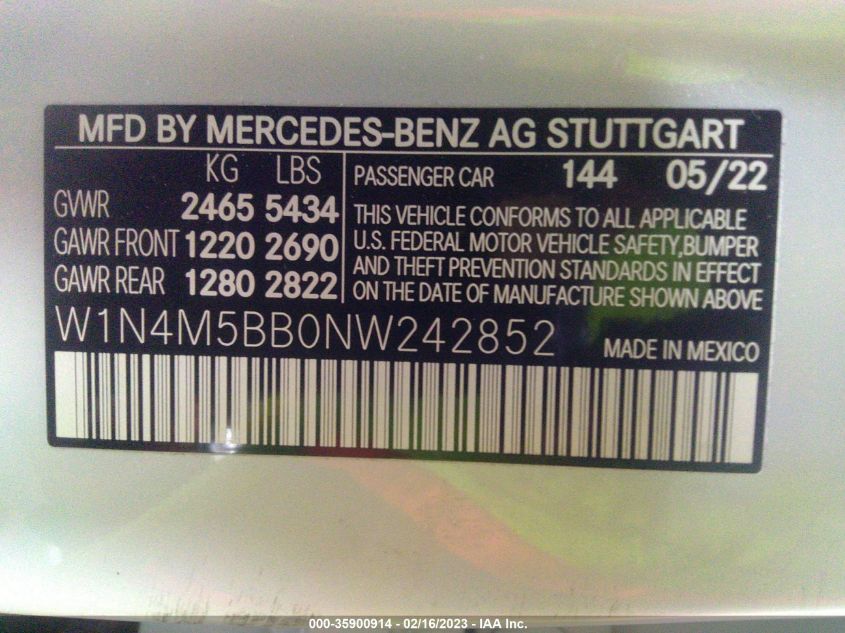 MFD BY MERCEDES-BENZ AG STUTTGART
KG LBS
GVWR 2465 5434
GAWR FRONT 1220 2690
GAWR REAR 1280 2822
PASSENGER CAR 144 05/22
THIS VEHICLE CONFORMS TO ALL APPLICABLE
U.S. FEDERAL MOTOR VEHICLE SAFETY,BUMPER
AND THEFT PREVENTION STANDARDS IN EFFECT
ON THE DATE OF MANUFACTURE SHOWN ABOVE
W1N4M5BB0NW242852 MADE IN MEXICO
000-35900914 - 02/16/2023 - IAA Inc.